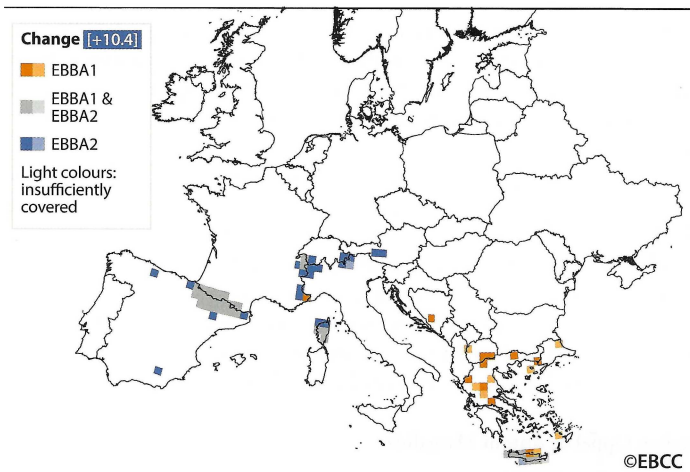 Change [+10.4]
EBBA1
EBBA1 &
EBBA2
EBBA2
Light colours:
insufficiently
covered
©EBCC